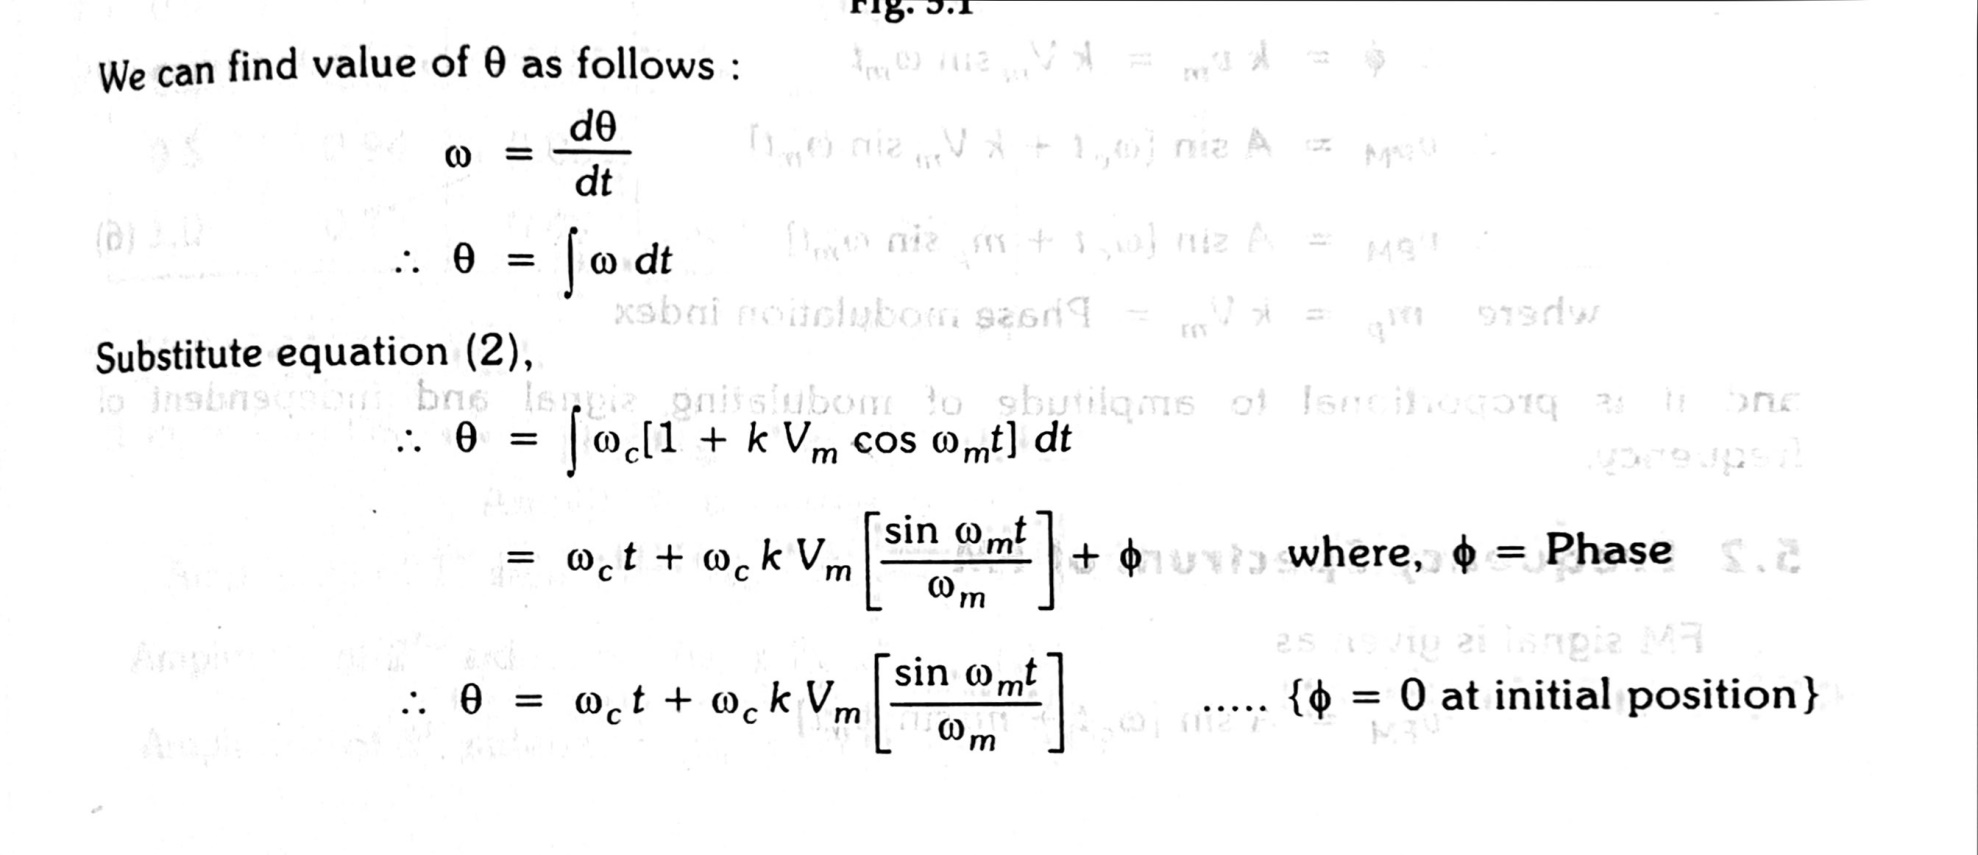 Fig. 5.1
We can find value of θ as follows :
ω = dθ/dt
∴ θ = ∫ ω dt
Substitute equation (2),
∴ θ = ∫ ω_c[1 + k V_m cos ω_m t] dt
= ω_c t + ω_c k V_m [sin ω_m t / ω_m] + ϕ where, ϕ = Phase
∴ θ = ω_c t + ω_c k V_m [sin ω_m t / ω_m] ..... {ϕ = 0 at initial position}